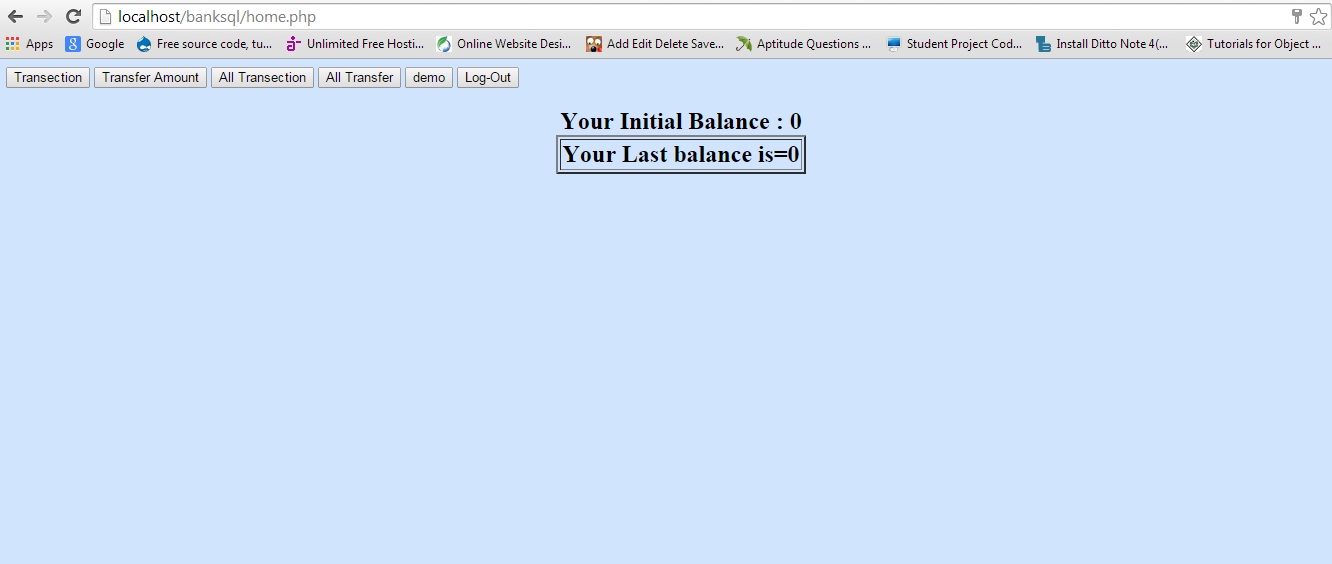 localhost/banksql/home.php
Apps Google Free source code, tu... Unlimited Free Hosti... Online Website Desi... Add Edit Delete Save... Aptitude Questions ... Student Project Cod... Install Ditto Note 4(... Tutorials for Object ...
Transection Transfer Amount All Transection All Transfer demo Log-Out
Your Initial Balance : 0
Your Last balance is=0